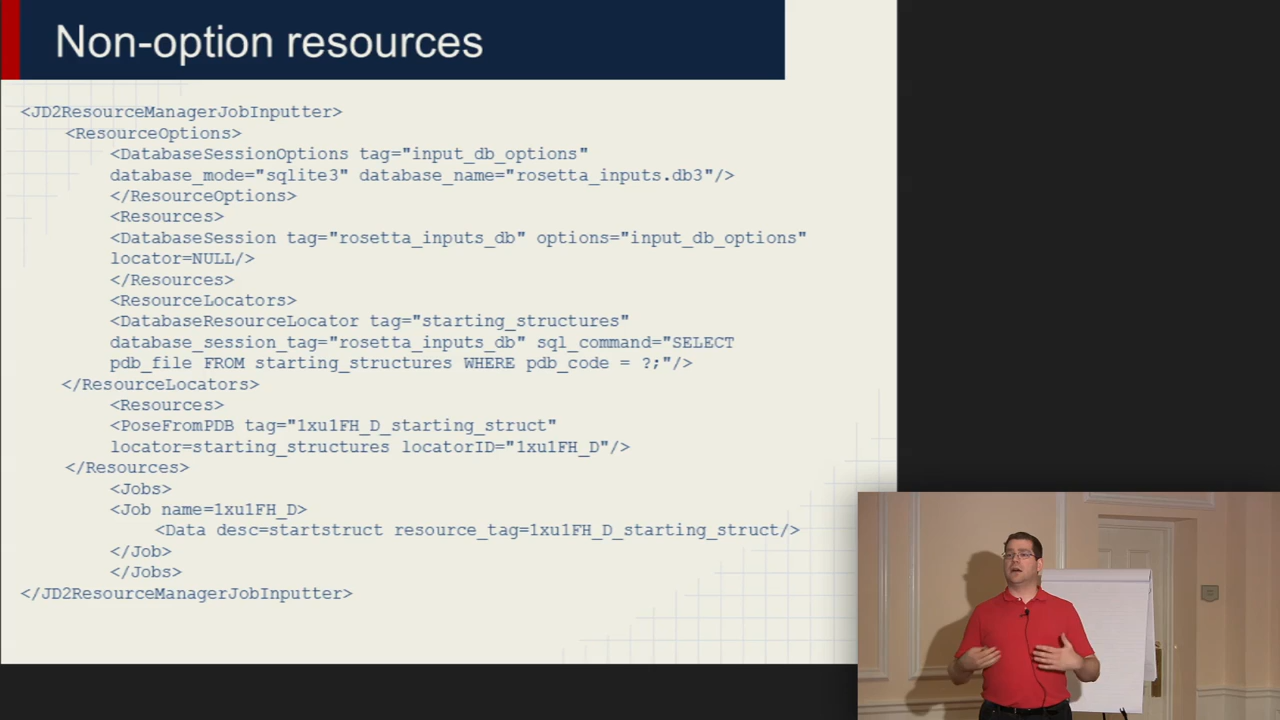 Non-option resources
<JD2ResourceManagerJobInputter>
<ResourceOptions>
<DatabaseSessionOptions tag="input_db_options"
database_mode="sqlite3" database_name="rosetta_inputs.db3"/>
</ResourceOptions>
<Resources>
<DatabaseSession tag="rosetta_inputs_db" options="input_db_options"
locator=NULL/>
</Resources>
<ResourceLocators>
<DatabaseResourceLocator tag="starting_structures"
database_session_tag="rosetta_inputs_db" sql_command="SELECT
pdb_file FROM starting_structures WHERE pdb_code = ?;"/>
</ResourceLocators>
<Resources>
<PoseFromPDB tag="1xu1FH_D_starting_struct"
locator=starting_structures locatorID="1xu1FH_D"/>
</Resources>
<Jobs>
<Job name=1xu1FH_D>
<Data desc=startstruct resource_tag=1xu1FH_D_starting_struct/>
</Job>
</Jobs>
</JD2ResourceManagerJobInputter>